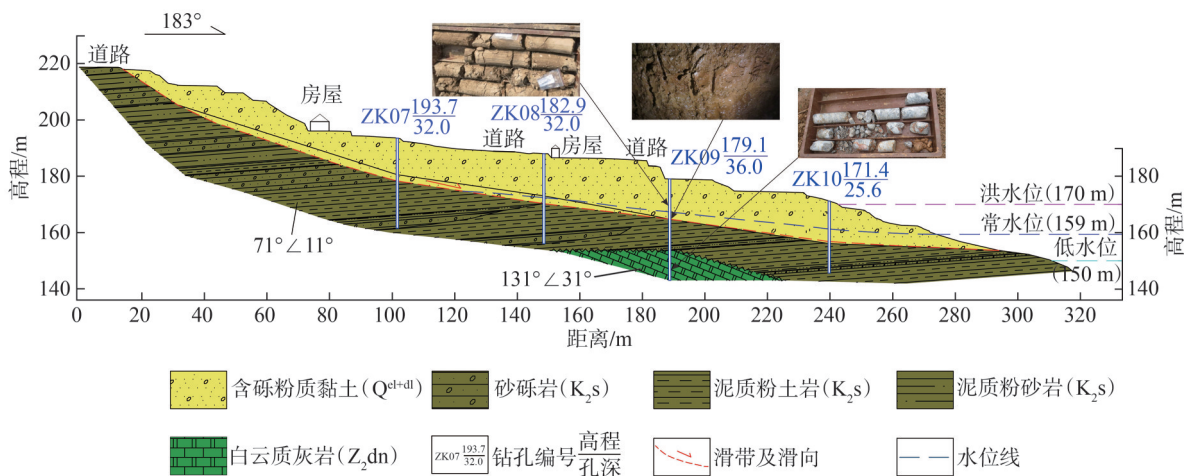 183°
道路
房屋
ZK07 193.7
32.0
ZK08 182.9
32.0
道路
房屋
道路
ZK09 179.1
36.0
ZK10 171.4
25.6
洪水位(170 m)
常水位(159 m)
低水位
(150 m)
71°∠11°
131°∠31°
高程/m
220
200
180
160
140
高程/m
180
160
140
0 20 40 60 80 100 120 140 160 180 200 220 240 260 280 300 320
距离/m
含砾粉质黏土(Qel+dl)
砂砾岩(K2s)
泥质粉土岩(K2s)
泥质粉砂岩(K2s)
白云质灰岩(Z2dn)
ZK07 193.7
32.0
钻孔编号 高程
孔深
滑带及滑向
水位线